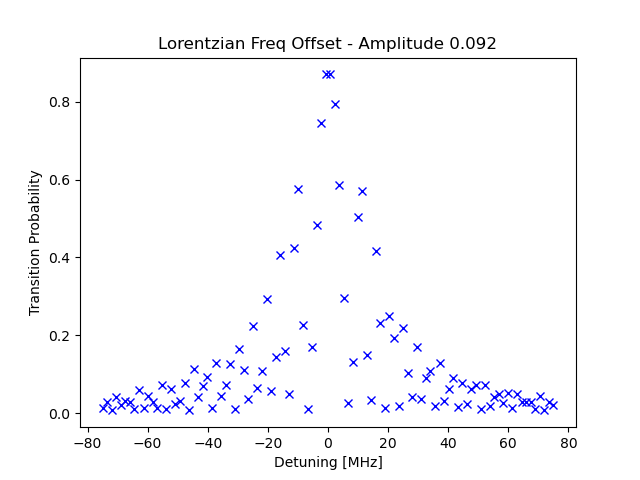 Lorentzian Freq Offset - Amplitude 0.092
Transition Probability
0.8
0.6
0.4
0.2
0.0
−80 −60 −40 −20 0 20 40 60 80
Detuning [MHz]